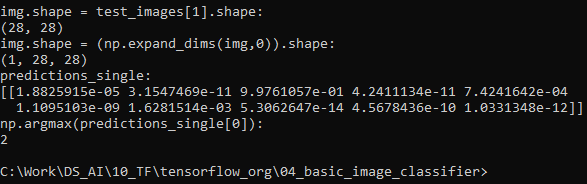 img.shape = test_images[1].shape:
(28, 28)
img.shape = (np.expand_dims(img,0)).shape:
(1, 28, 28)
predictions_single:
[[1.8825915e-05 3.1547469e-11 9.9761057e-01 4.2411134e-11 7.4241642e-04
1.1095103e-09 1.6281514e-03 5.3062647e-14 4.5678436e-10 1.0331348e-12]]
np.argmax(predictions_single[0]):
2
C:\Work\DS_AI\10_TF\tensorflow_org\04_basic_image_classifier>